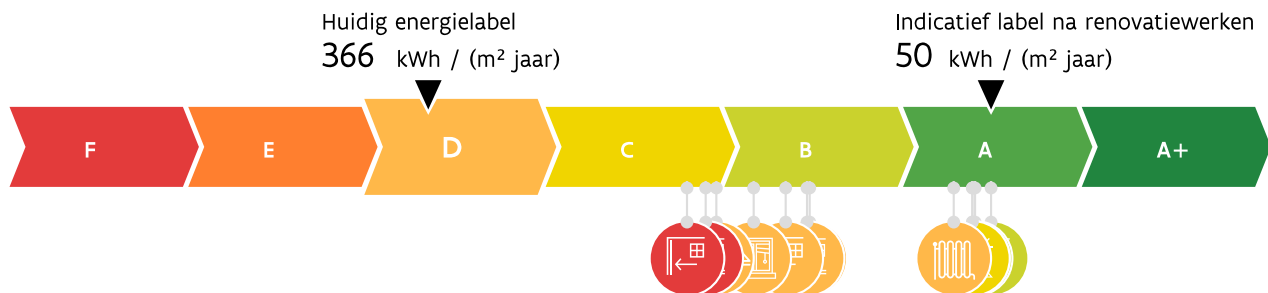 Huidig energielabel
366 kWh / (m² jaar)
Indicatief label na renovatiewerken
50 kWh / (m² jaar)
F E D C B A A+